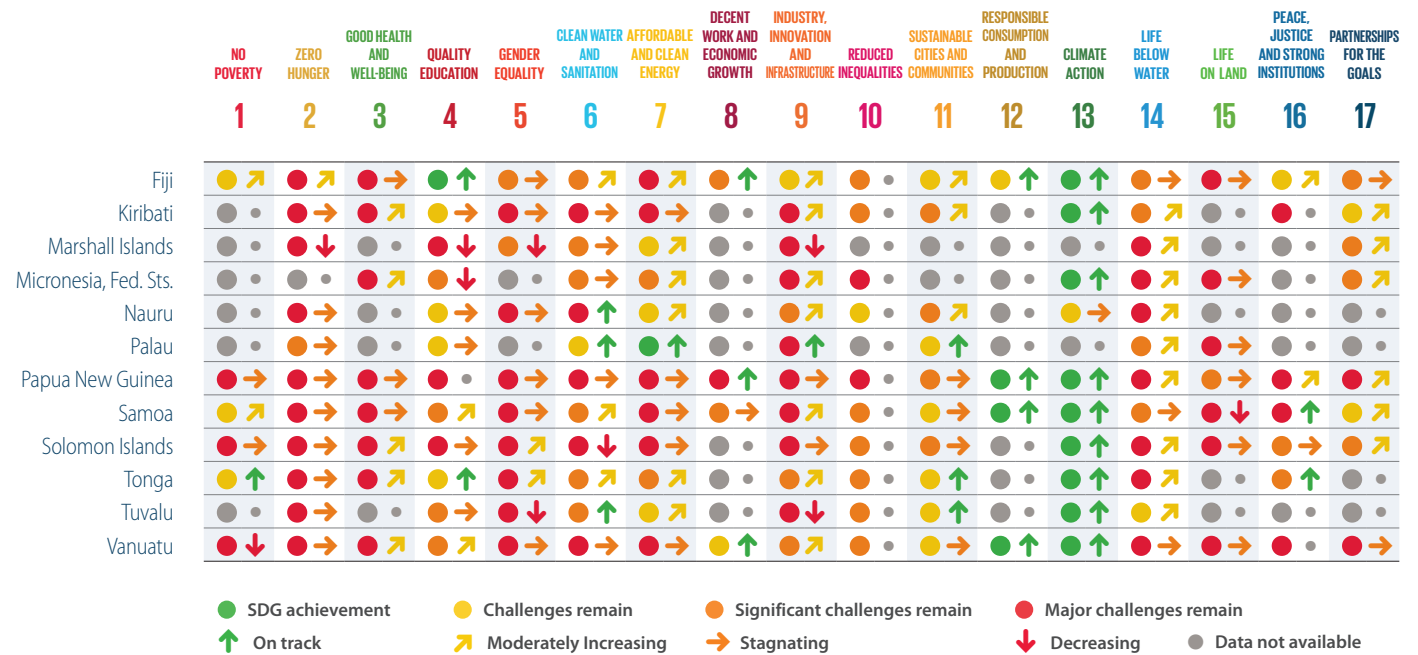 NO POVERTY
ZERO HUNGER
GOOD HEALTH AND WELL-BEING
QUALITY EDUCATION
GENDER EQUALITY
CLEAN WATER AND SANITATION
AFFORDABLE AND CLEAN ENERGY
DECENT WORK AND ECONOMIC GROWTH
INDUSTRY, INNOVATION AND INFRASTRUCTURE
REDUCED INEQUALITIES
SUSTAINABLE CITIES AND COMMUNITIES
RESPONSIBLE CONSUMPTION AND PRODUCTION
CLIMATE ACTION
LIFE BELOW WATER
LIFE ON LAND
PEACE, JUSTICE AND STRONG INSTITUTIONS
PARTNERSHIPS FOR THE GOALS
1 2 3 4 5 6 7 8 9 10 11 12 13 14 15 16 17
Fiji
Kiribati
Marshall Islands
Micronesia, Fed. Sts.
Nauru
Palau
Papua New Guinea
Samoa
Solomon Islands
Tonga
Tuvalu
Vanuatu
SDG achievement Challenges remain Significant challenges remain Major challenges remain
On track Moderately Increasing Stagnating Decreasing Data not available